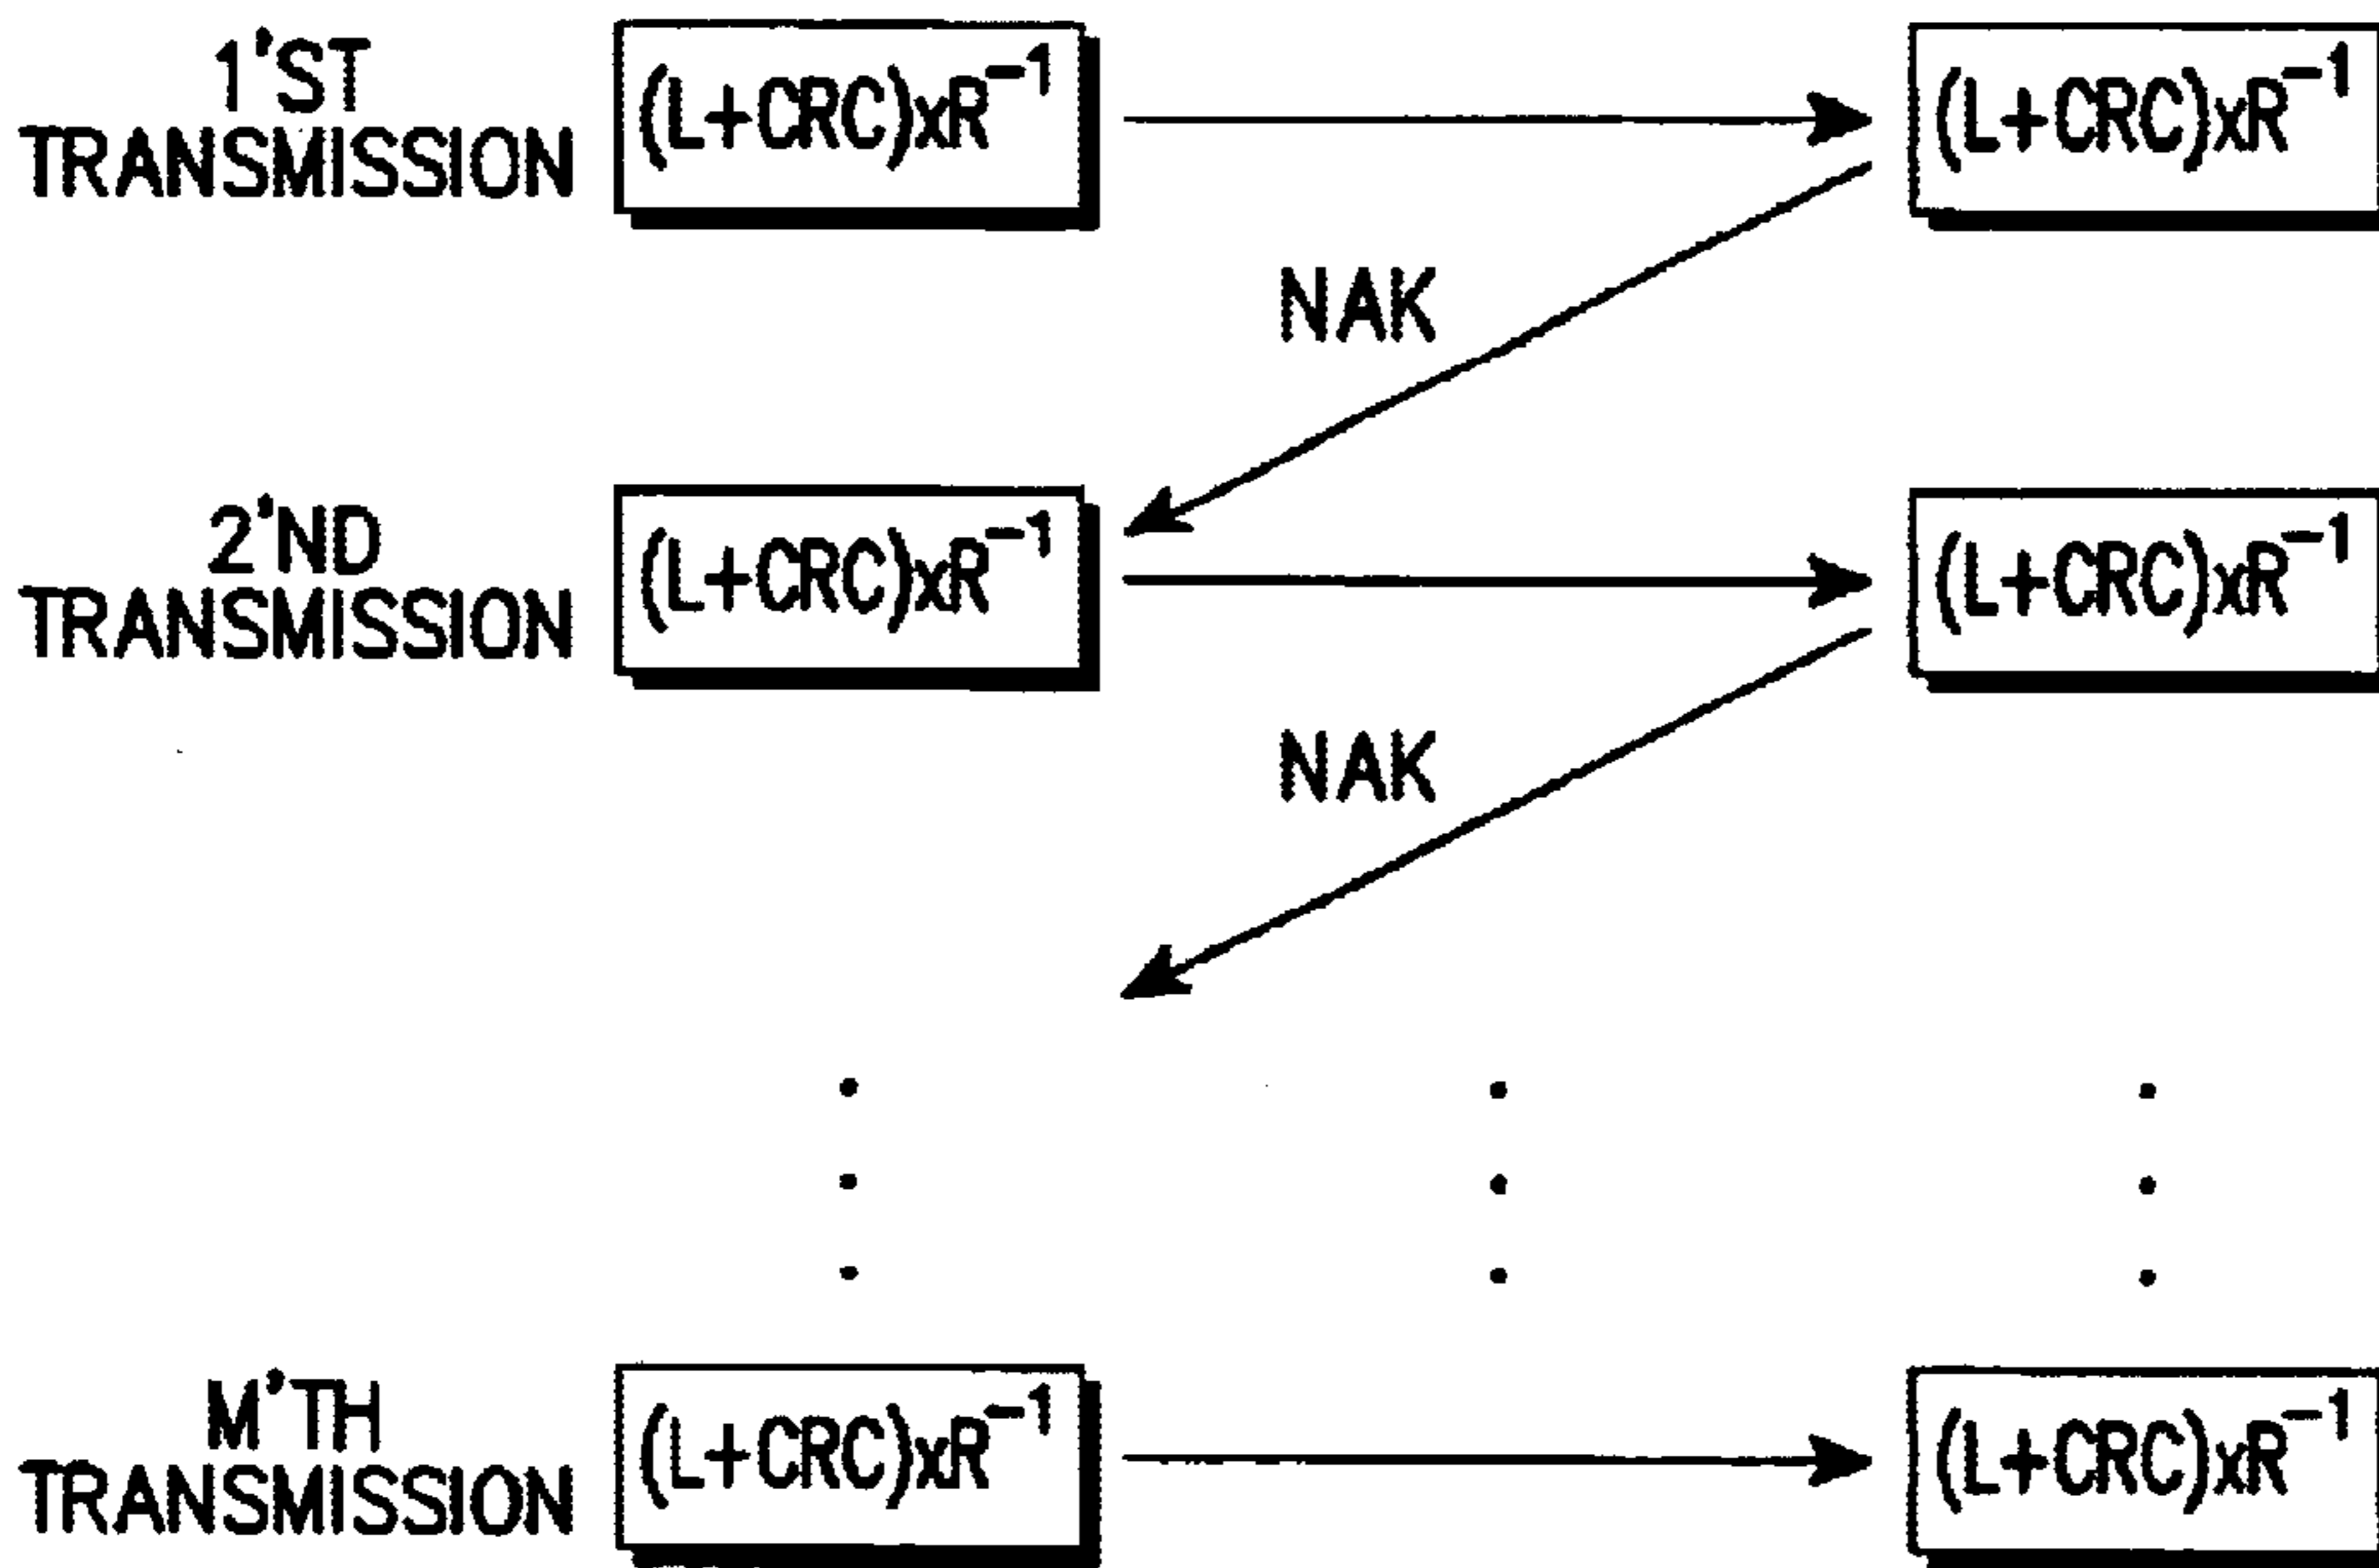 1'ST
TRANSMISSION
(L+CRC)xR⁻¹
(L+CRC)xR⁻¹
NAK
2'ND
TRANSMISSION
(L+CRC)xR⁻¹
(L+CRC)xR⁻¹
NAK
M'TH
TRANSMISSION
(L+CRC)xR⁻¹
(L+CRC)xR⁻¹